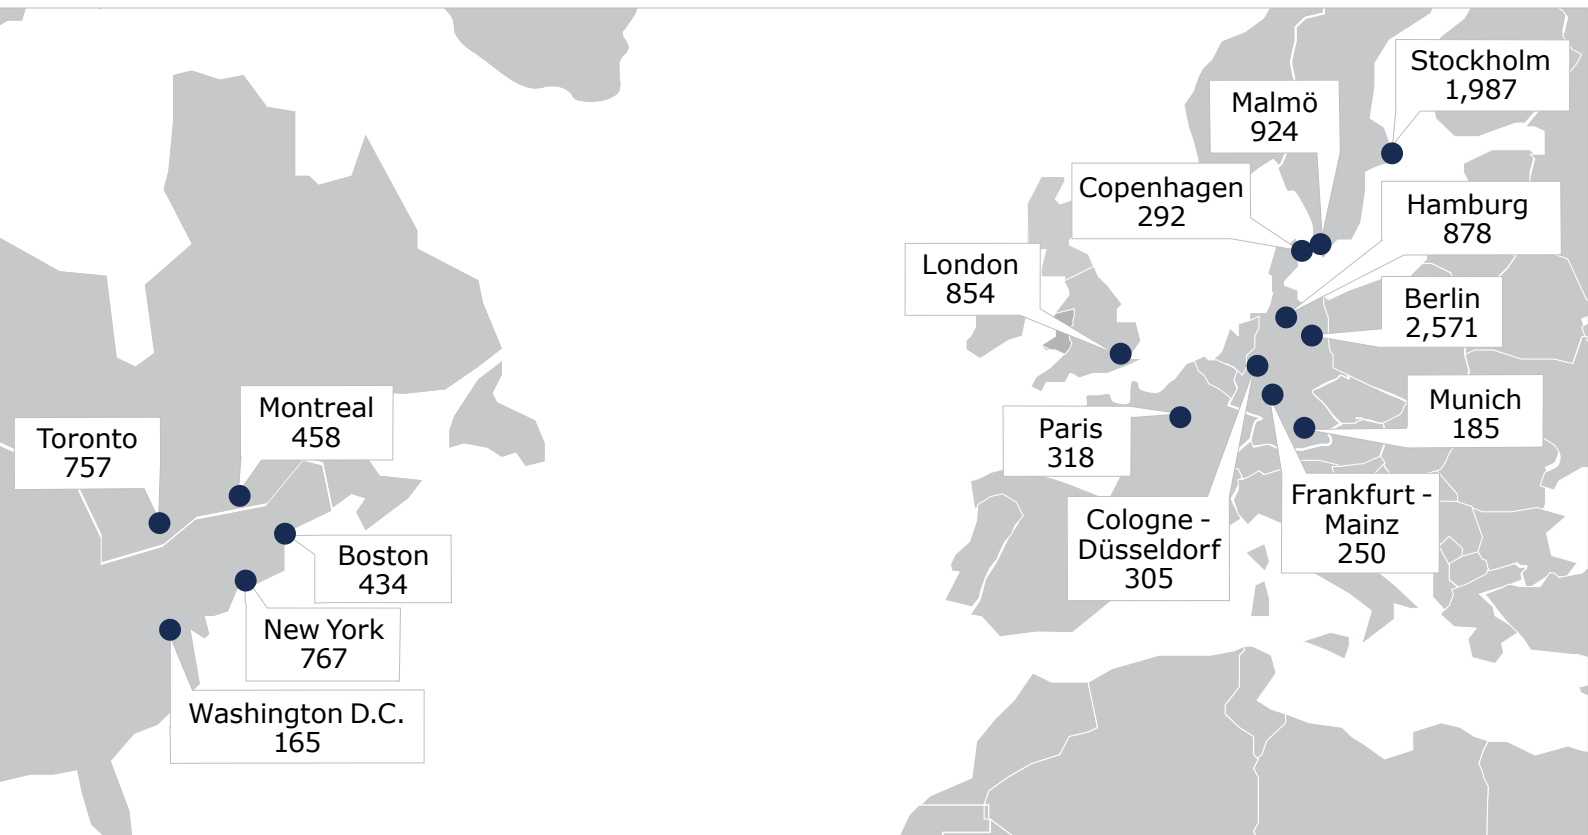 Stockholm
1,987
Malmö
924
Copenhagen
292
Hamburg
878
London
854
Berlin
2,571
Munich
185
Paris
318
Frankfurt -
Mainz
250
Cologne -
Düsseldorf
305
Montreal
458
Toronto
757
Boston
434
New York
767
Washington D.C.
165